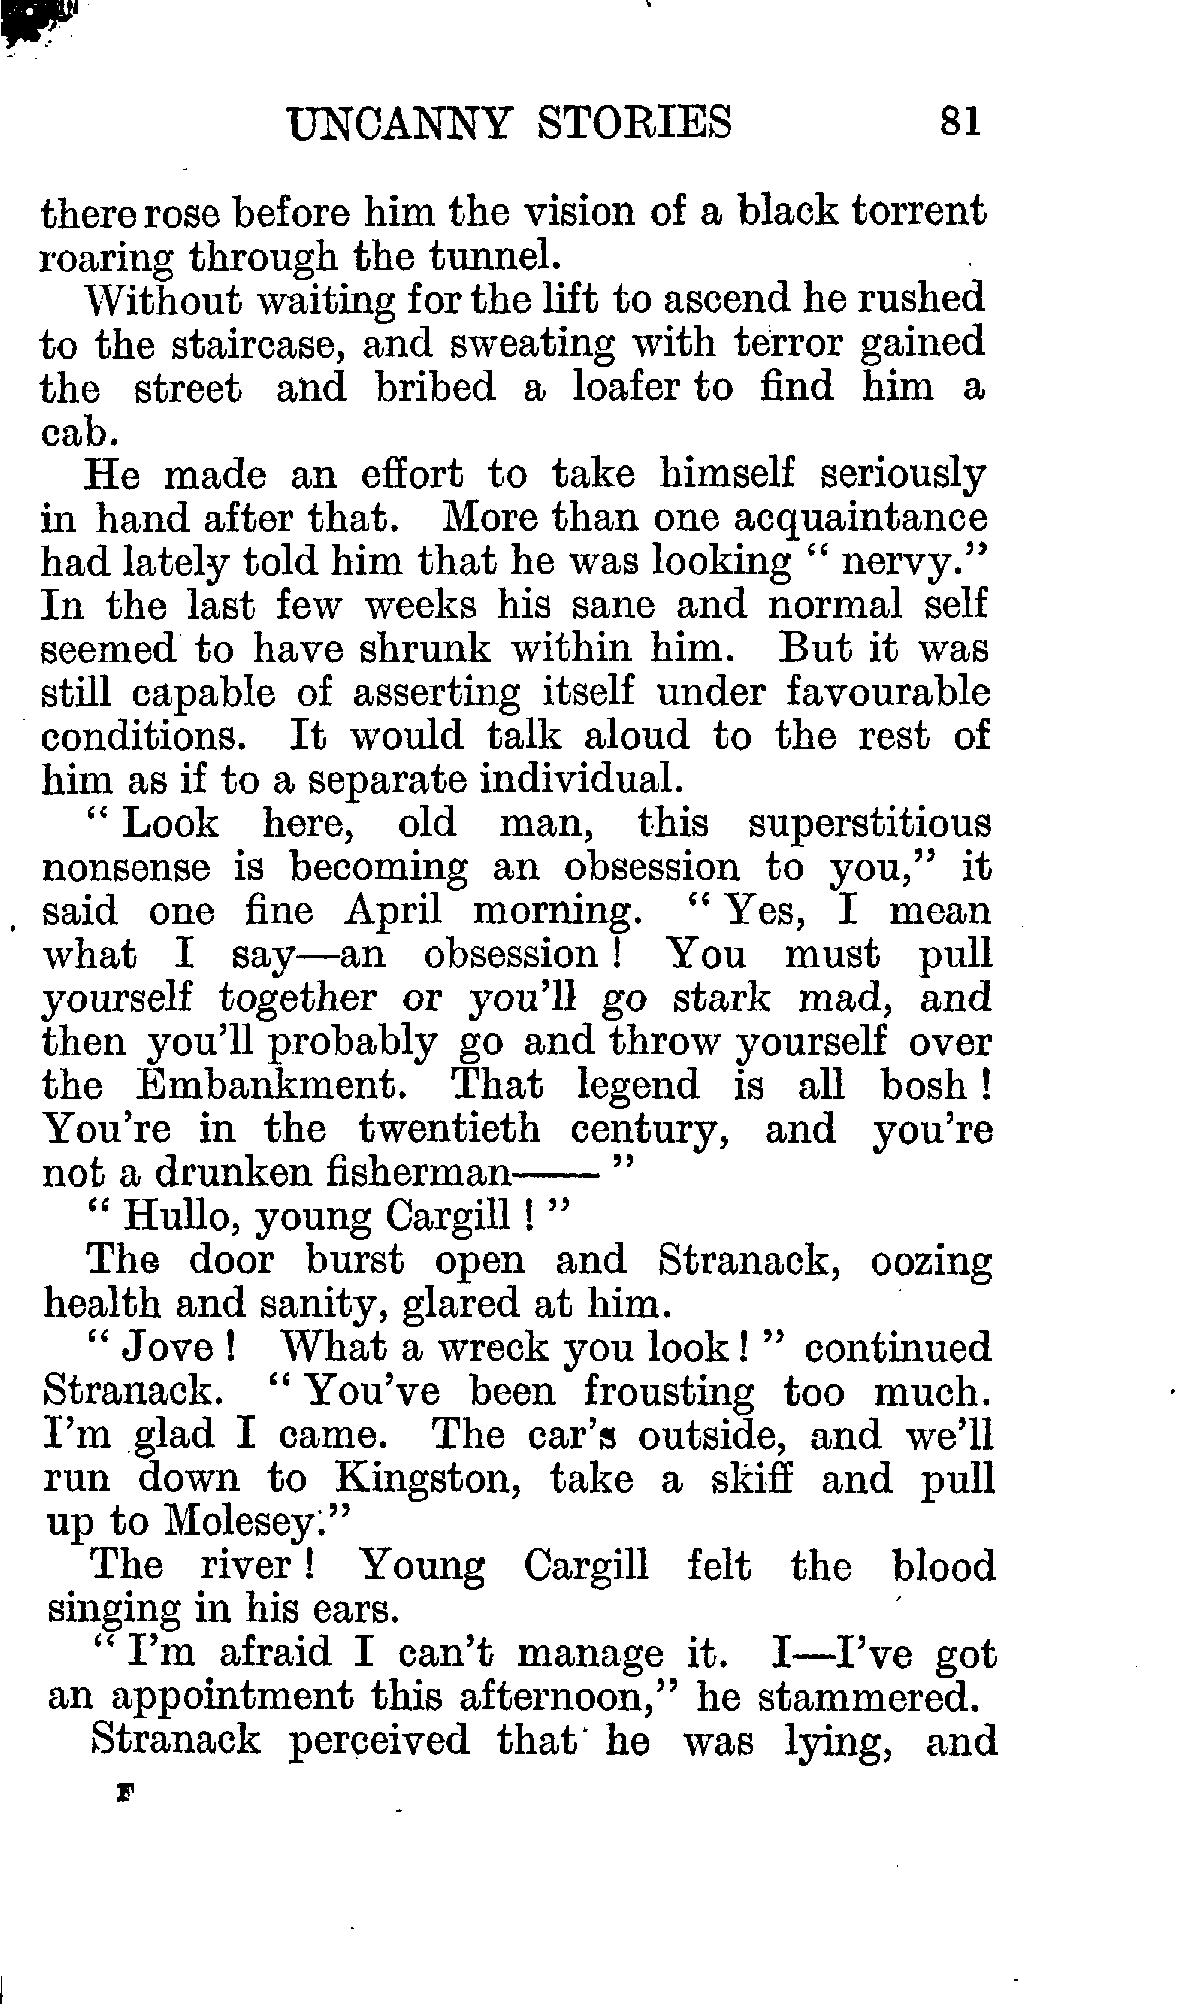 UNCANNY STORIES 81
there rose before him the vision of a black torrent
roaring through the tunnel.
Without waiting for the lift to ascend he rushed
to the staircase, and sweating with terror gained
the street and bribed a loafer to find him a
cab.
He made an effort to take himself seriously
in hand after that. More than one acquaintance
had lately told him that he was looking “ nervy.”
In the last few weeks his sane and normal self
seemed to have shrunk within him. But it was
still capable of asserting itself under favourable
conditions. It would talk aloud to the rest of
him as if to a separate individual.
“ Look here, old man, this superstitious
nonsense is becoming an obsession to you,” it
said one fine April morning. “ Yes, I mean
what I say—an obsession ! You must pull
yourself together or you’ll go stark mad, and
then you’ll probably go and throw yourself over
the Embankment. That legend is all bosh !
You’re in the twentieth century, and you’re
not a drunken fisherman—— ”
“ Hullo, young Cargill ! ”
The door burst open and Stranack, oozing
health and sanity, glared at him.
“ Jove ! What a wreck you look ! ” continued
Stranack. “ You’ve been frousting too much.
I’m glad I came. The car’s outside, and we’ll
run down to Kingston, take a skiff and pull
up to Molesey.”
The river ! Young Cargill felt the blood
singing in his ears.
“ I’m afraid I can’t manage it. I—I’ve got
an appointment this afternoon,” he stammered.
Stranack perceived that he was lying, and
F